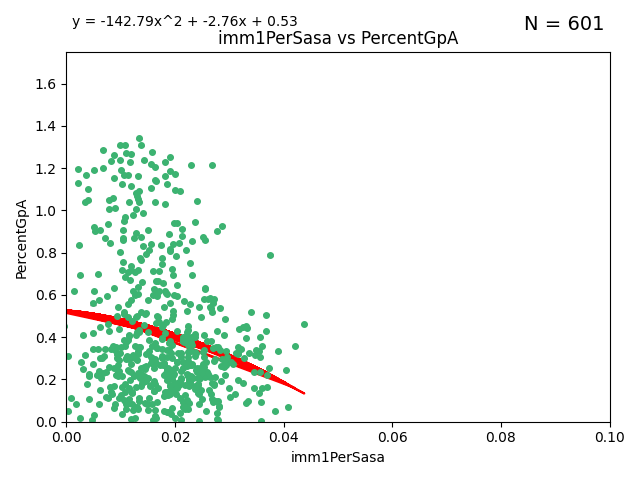 y = -142.79x^2 + -2.76x + 0.53
N = 601
imm1PerSasa vs PercentGpA
PercentGpA
1.6
1.4
1.2
1.0
0.8
0.6
0.4
0.2
0.0
0.00 0.02 0.04 0.06 0.08 0.10
imm1PerSasa